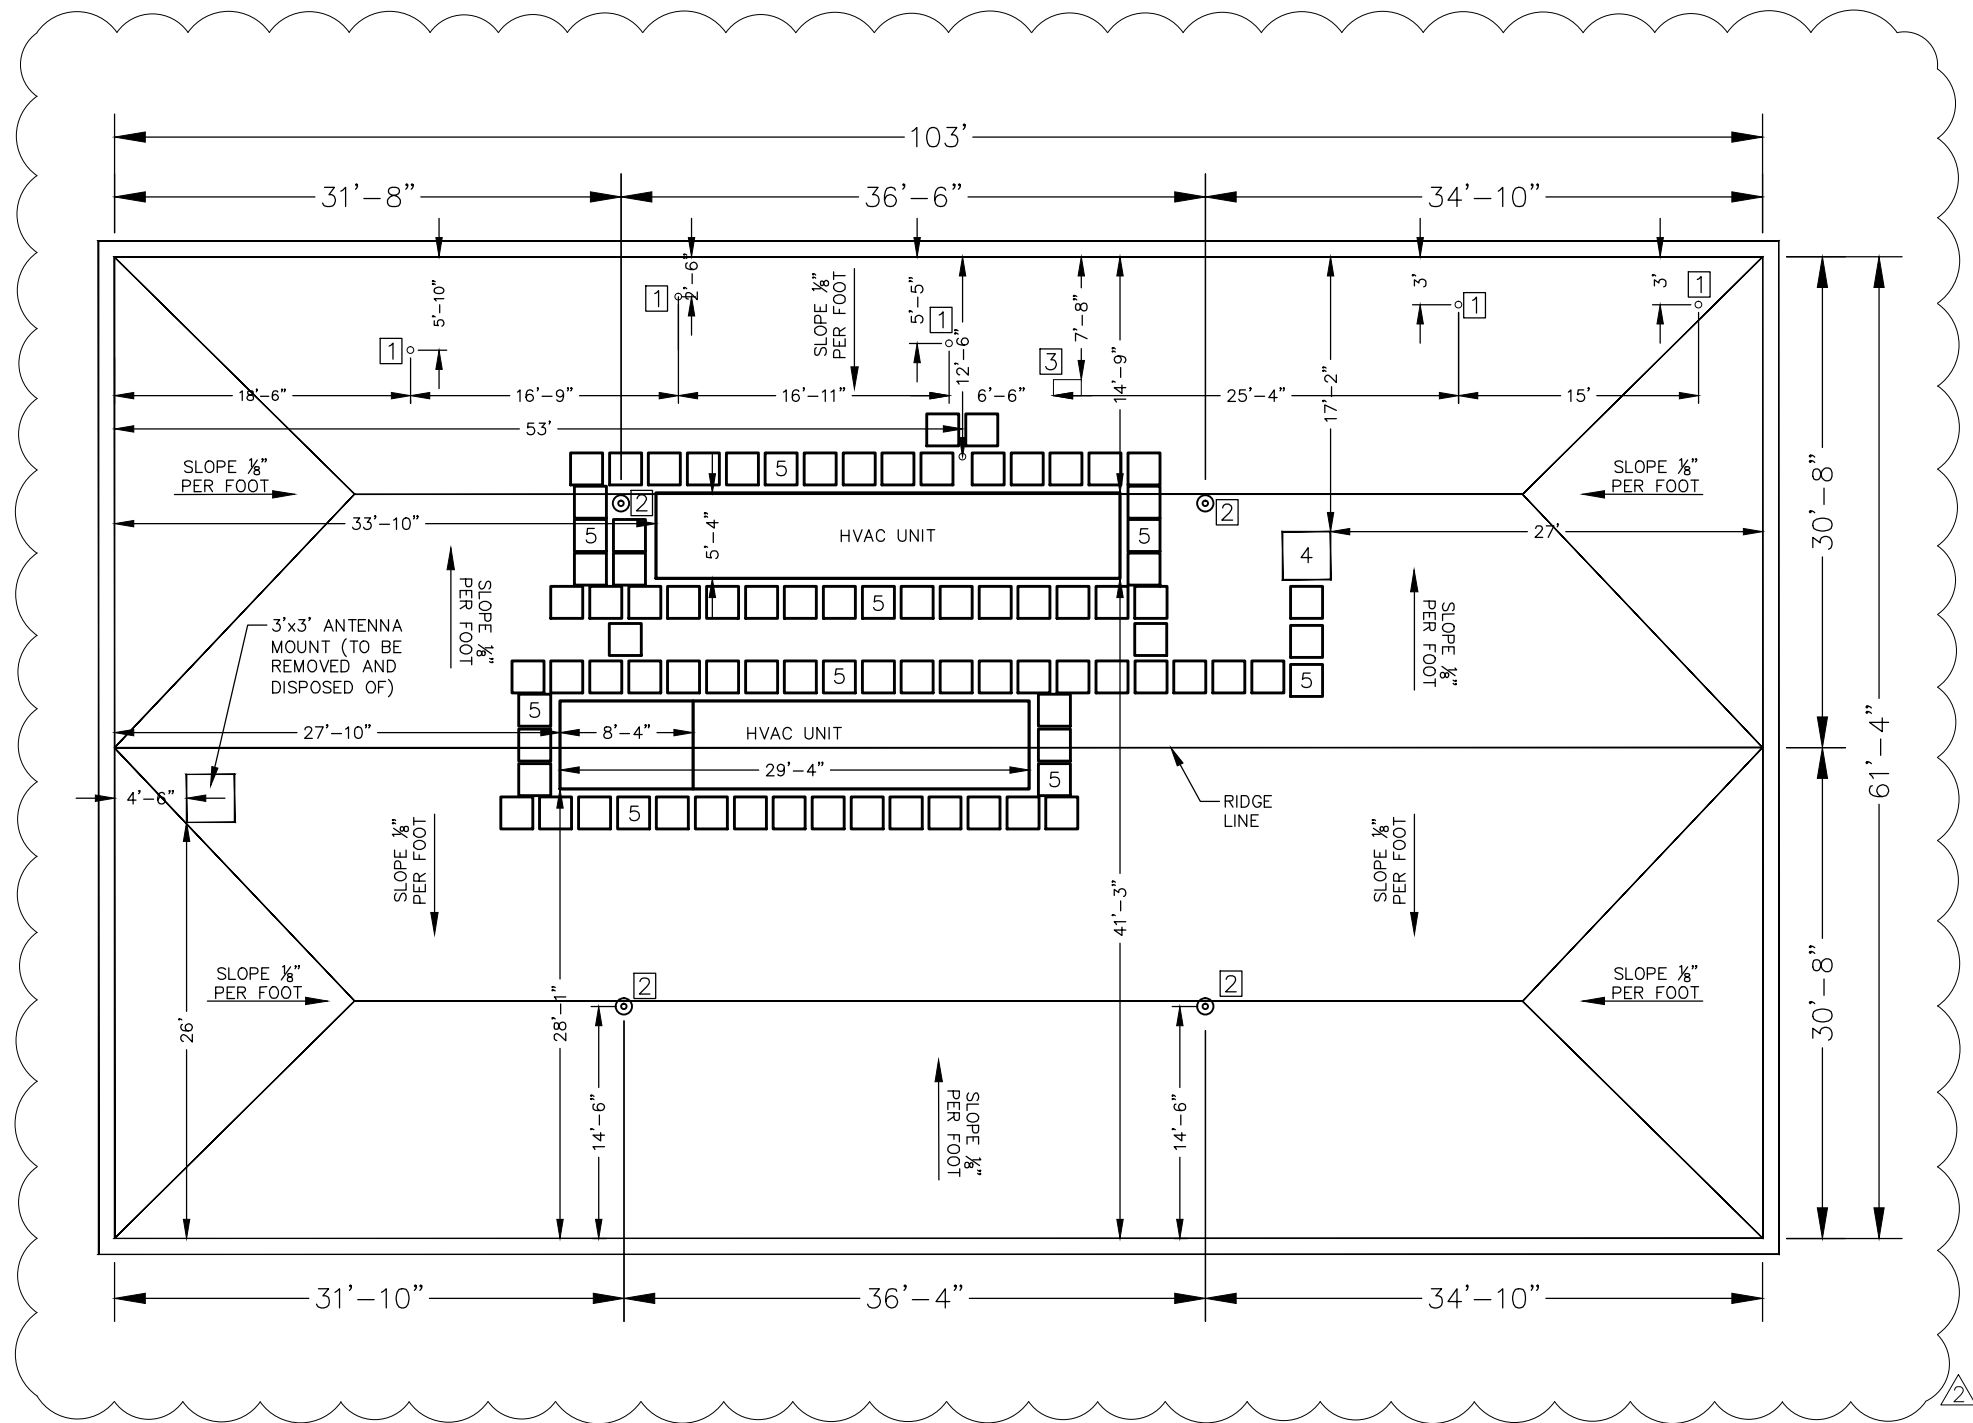 103'
31'-8"
36'-6"
34'-10"
5'-10"
2'-6"
SLOPE ⅛"
PER FOOT
5'-5"
12'-6"
7'-8"
14'-9"
17'-2"
3'
3'
1
1
1
1
1
3
18'-6"
16'-9"
16'-11"
6'-6"
25'-4"
15'
53'
SLOPE ⅛"
PER FOOT
5
SLOPE ⅛"
PER FOOT
30'-8"
2
2
33'-10"
5
5'-4"
HVAC UNIT
5
27'
4
SLOPE ⅛"
PER FOOT
5
SLOPE ⅛"
PER FOOT
3'x3' ANTENNA
MOUNT (TO BE
REMOVED AND
DISPOSED OF)
5
5
5
27'-10"
8'-4"
HVAC UNIT
29'-4"
5
61'-4"
4'-6"
5
RIDGE
LINE
SLOPE ⅛"
PER FOOT
SLOPE ⅛"
PER FOOT
41'-3"
SLOPE ⅛"
PER FOOT
2
2
SLOPE ⅛"
PER FOOT
30'-8"
26'
28'-1"
14'-6"
14'-6"
SLOPE ⅛"
PER FOOT
31'-10"
36'-4"
34'-10"
2